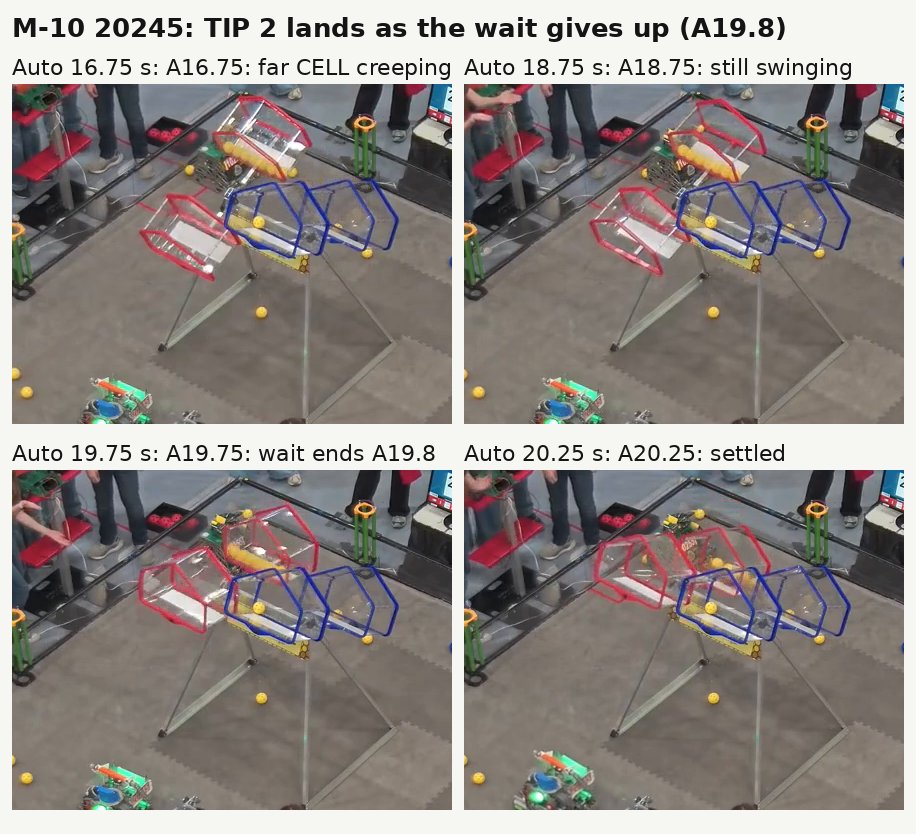 M-10 20245: TIP 2 lands as the wait gives up (A19.8)
Auto 16.75 s: A16.75: far CELL creeping
Auto 18.75 s: A18.75: still swinging
Auto 19.75 s: A19.75: wait ends A19.8
Auto 20.25 s: A20.25: settled